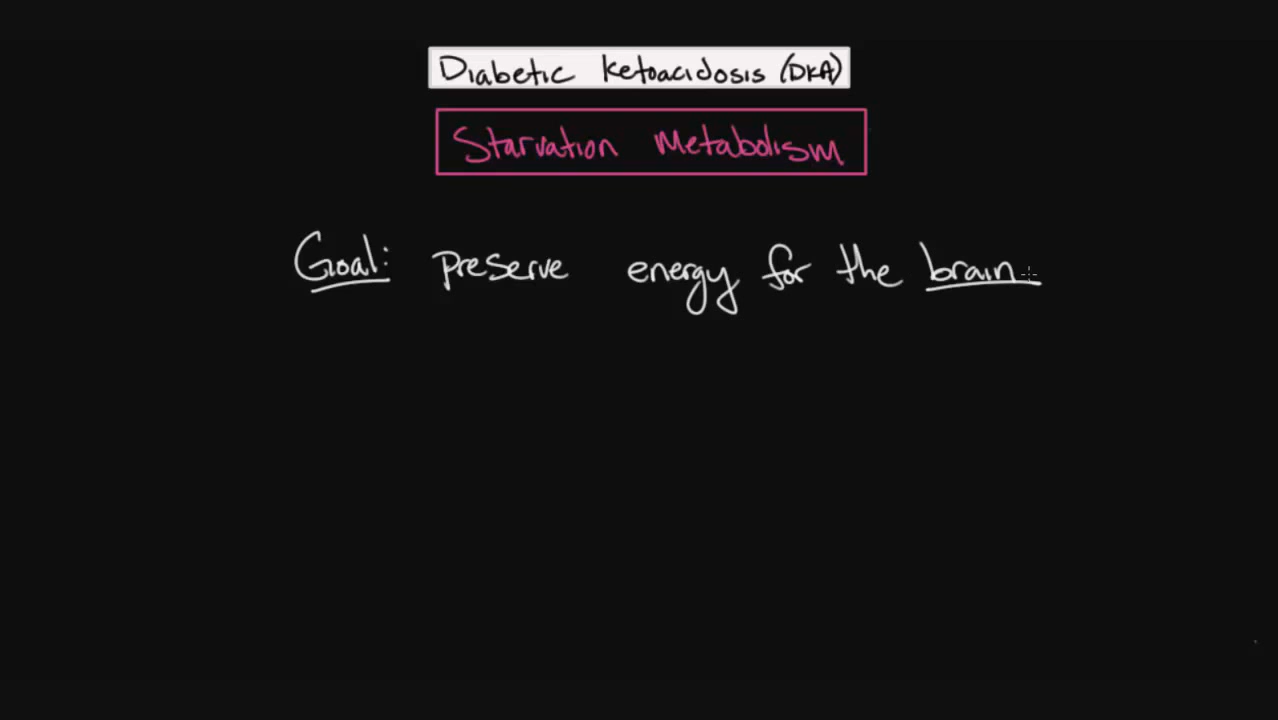 Diabetic Ketoacidosis (DKA)
Starvation Metabolism
Goal: preserve energy for the brain